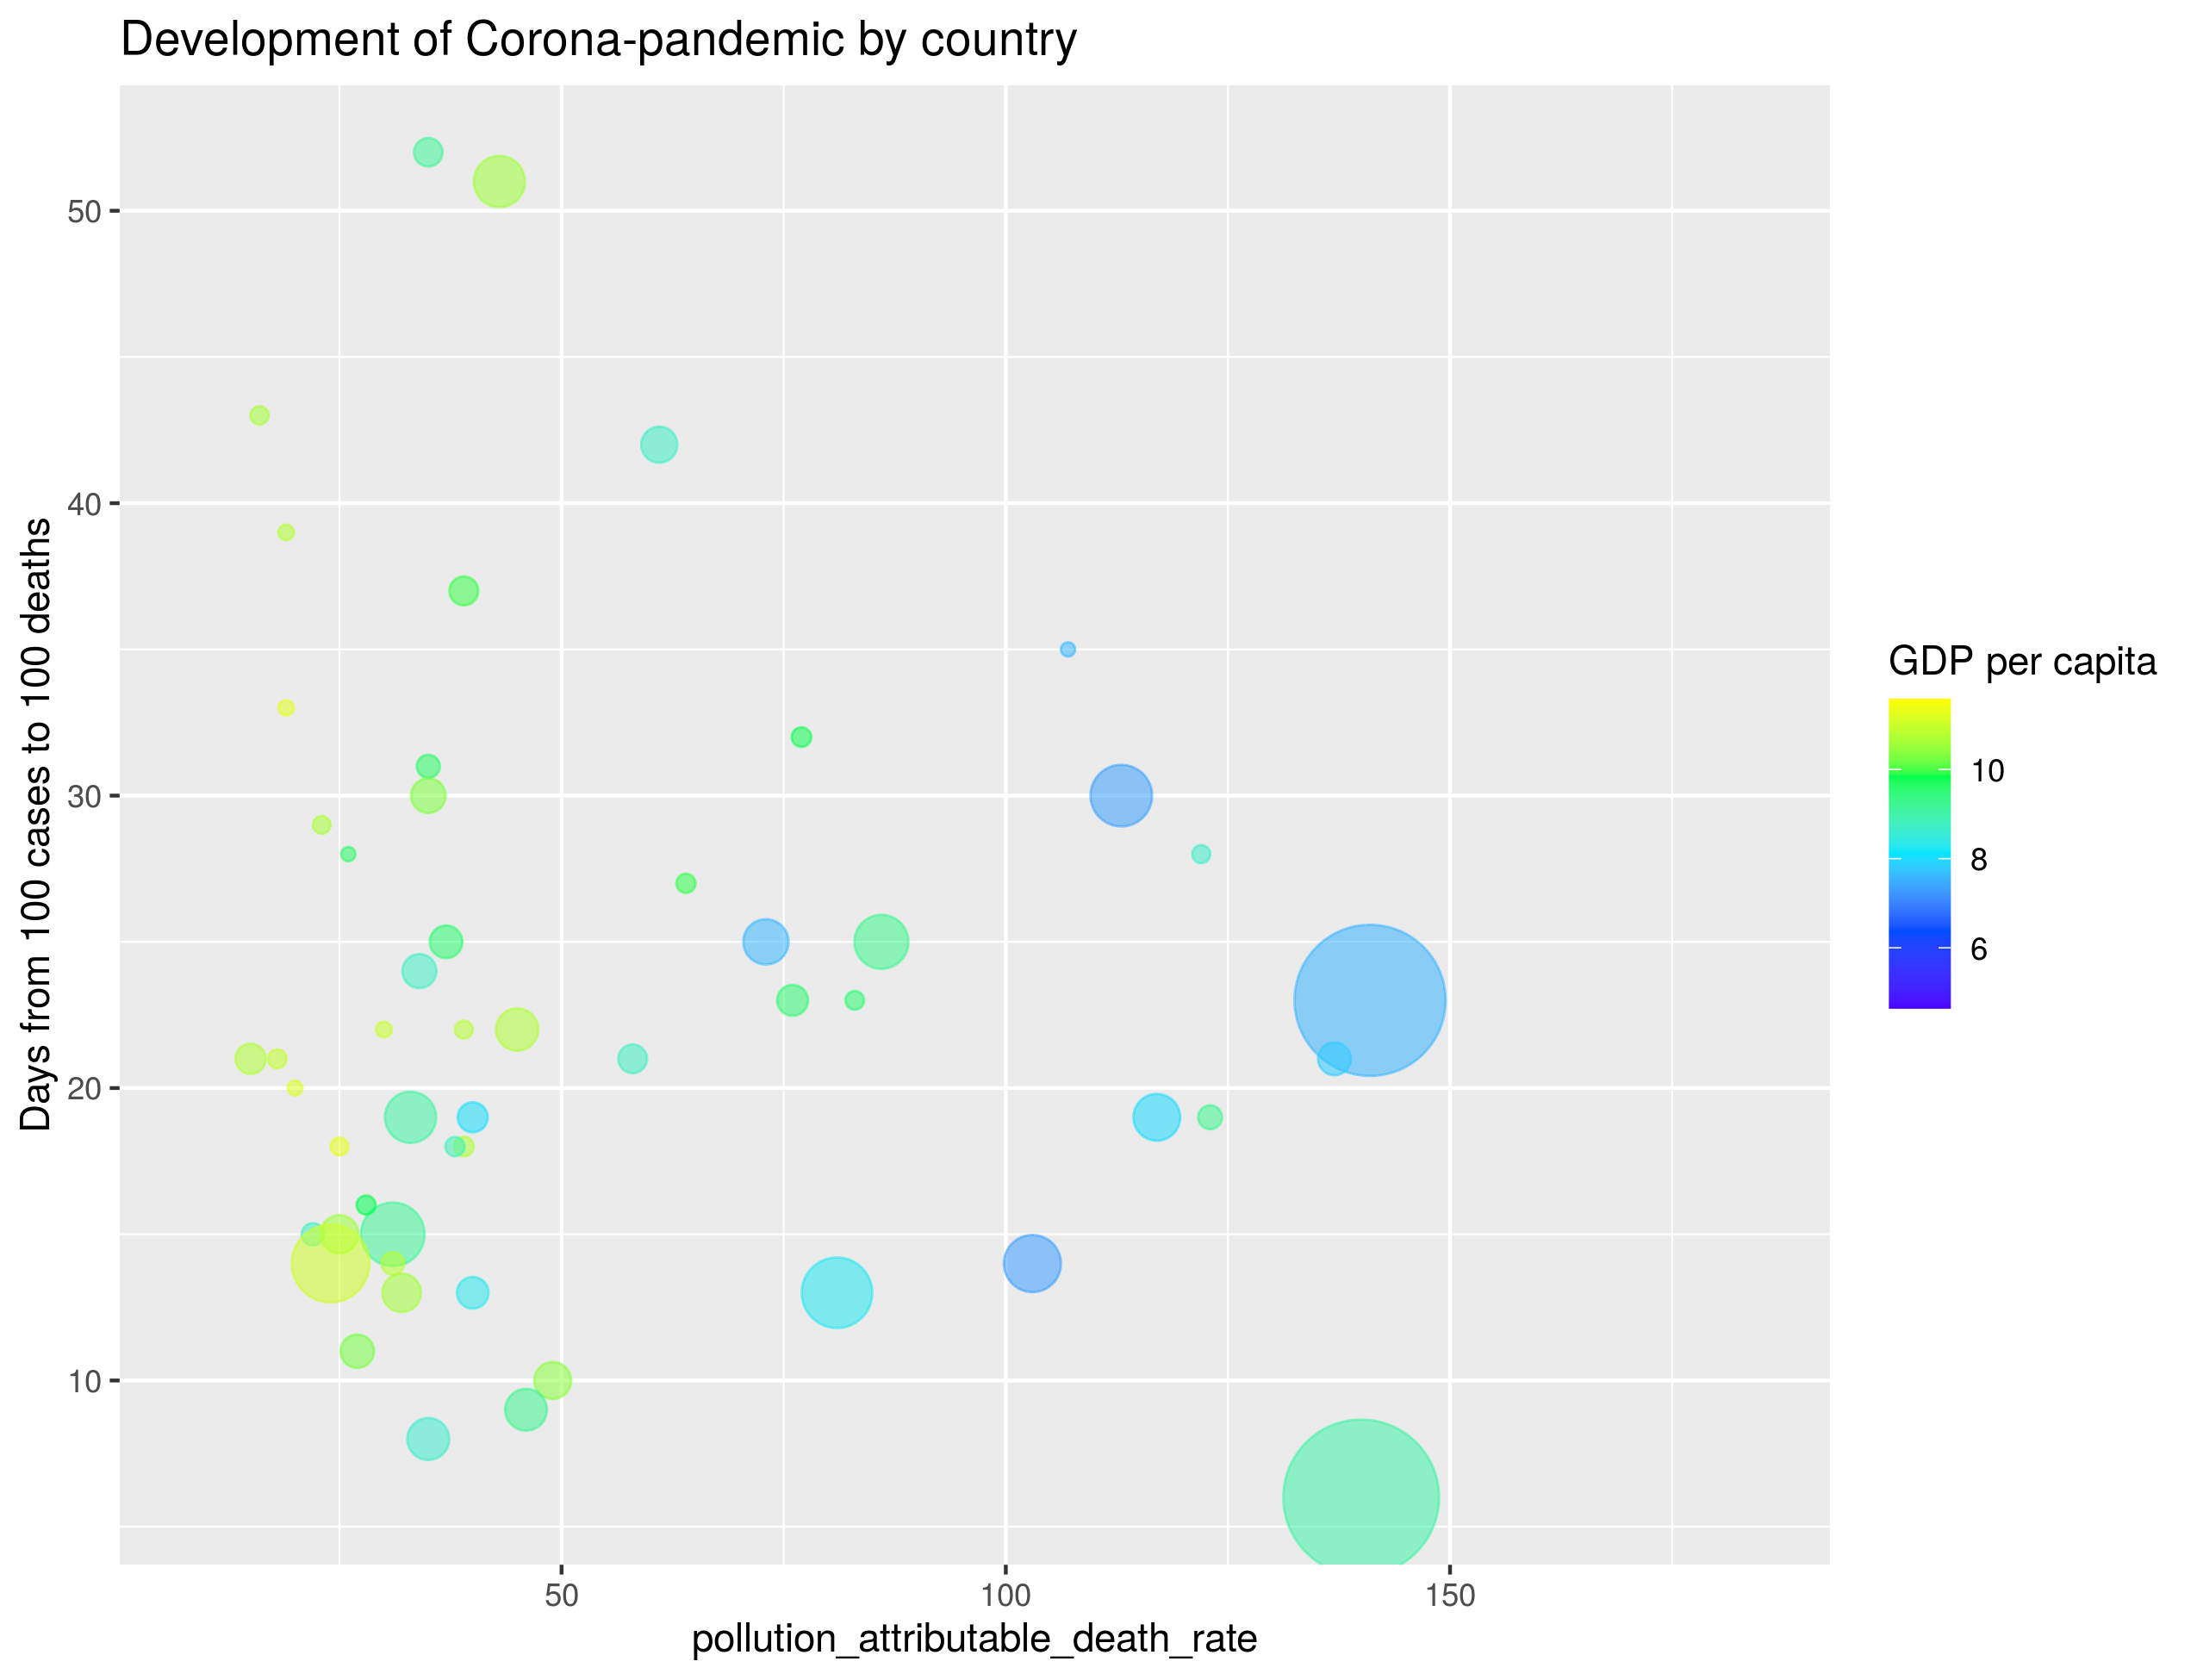 Development of Corona-pandemic by country
Days from 100 cases to 100 deaths
50
40
30
20
10
50
100
150
pollution_attributable_death_rate
GDP per capita
10
8
6